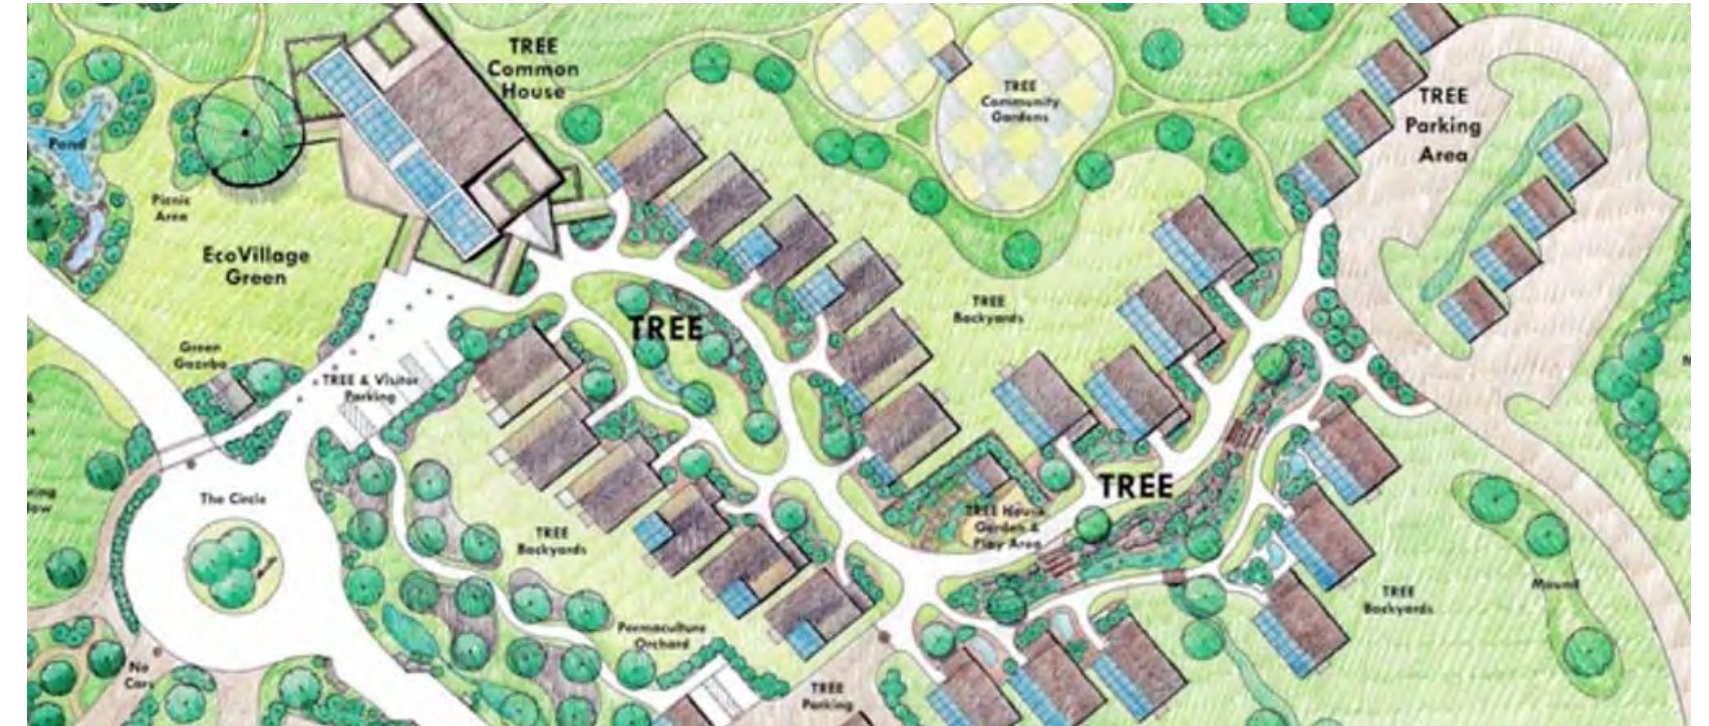 TREE
Common
House
TREE
Community
Gardens
TREE
Parking
Area
Pond
Picnic
Area
EcoVillage
Green
TREE
TREE
Backyards
Green
Gazebo
TREE & Visitor
Parking
The Circle
TREE
TREE House
Garden &
Play Area
TREE
Backyards
TREE
Backyards
Mound
Permaculture
Orchard
No
Cars
TREE
Parking